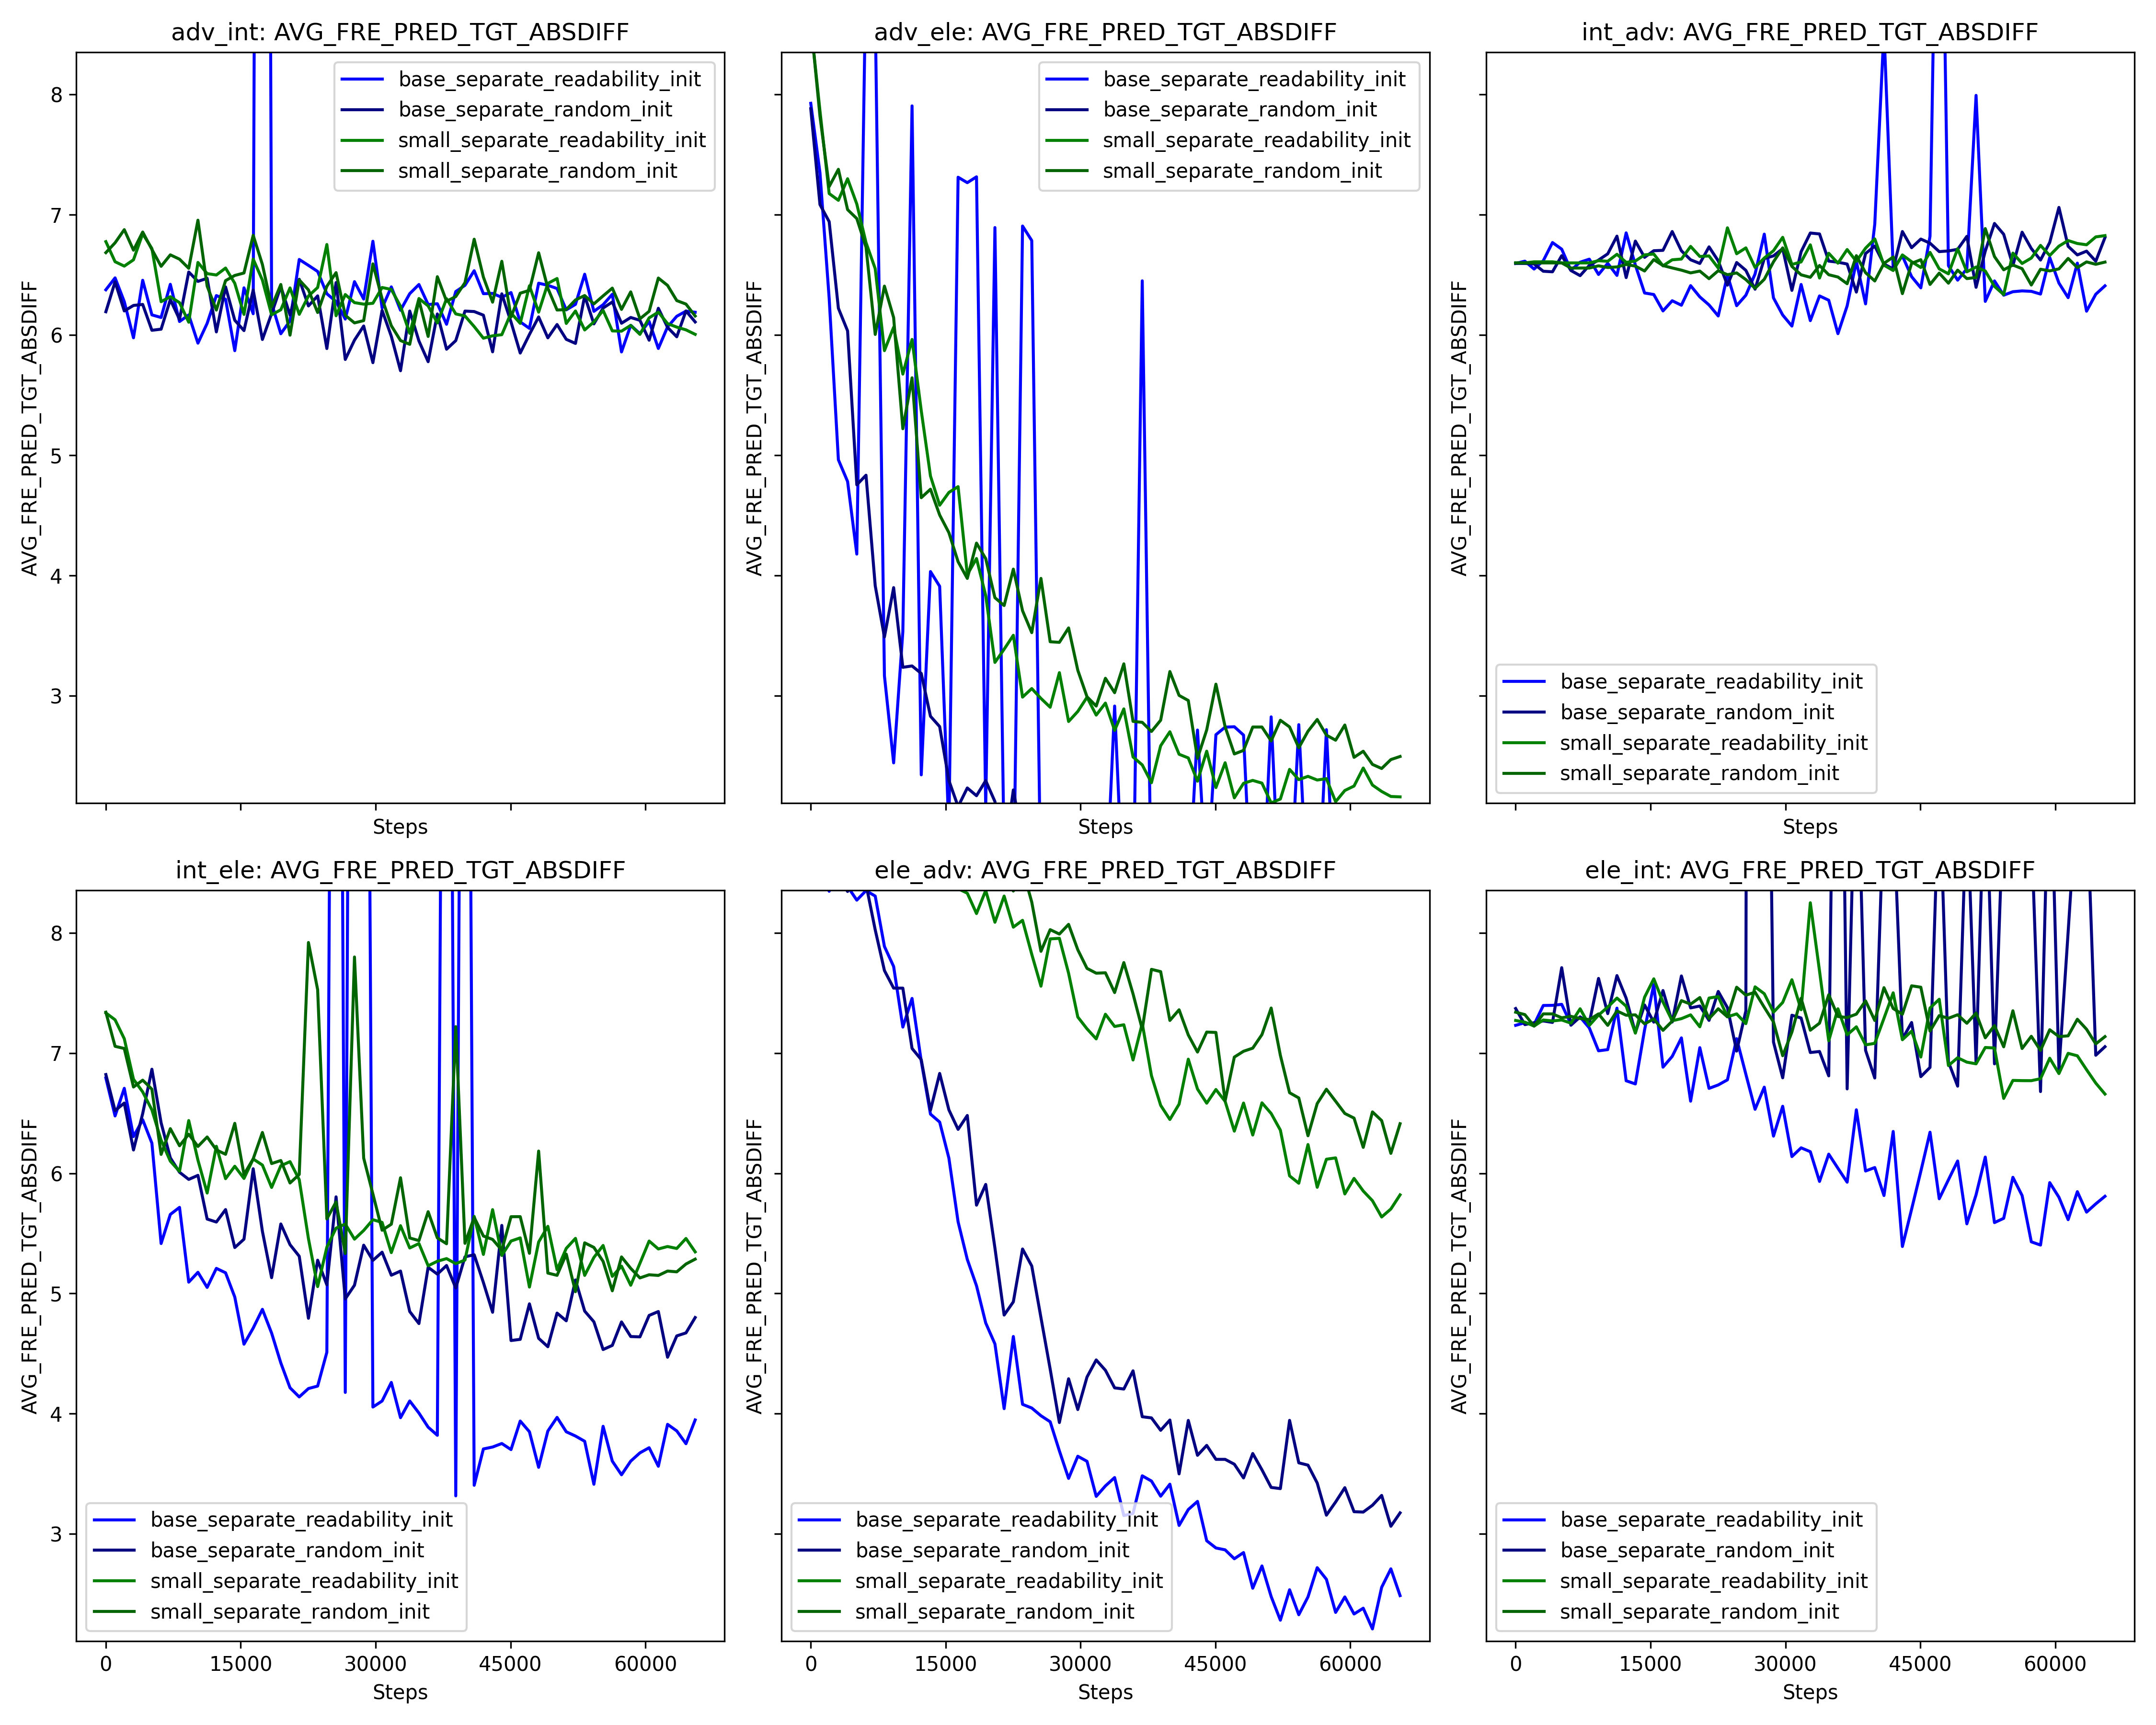 adv_int: AVG_FRE_PRED_TGT_ABSDIFF
AVG_FRE_PRED_TGT_ABSDIFF
8
7
6
5
4
3
base_separate_readability_init
base_separate_random_init
small_separate_readability_init
small_separate_random_init
Steps
adv_ele: AVG_FRE_PRED_TGT_ABSDIFF
AVG_FRE_PRED_TGT_ABSDIFF
base_separate_readability_init
base_separate_random_init
small_separate_readability_init
small_separate_random_init
Steps
int_adv: AVG_FRE_PRED_TGT_ABSDIFF
AVG_FRE_PRED_TGT_ABSDIFF
base_separate_readability_init
base_separate_random_init
small_separate_readability_init
small_separate_random_init
Steps
int_ele: AVG_FRE_PRED_TGT_ABSDIFF
AVG_FRE_PRED_TGT_ABSDIFF
8
7
6
5
4
3
base_separate_readability_init
base_separate_random_init
small_separate_readability_init
small_separate_random_init
0 15000 30000 45000 60000
Steps
ele_adv: AVG_FRE_PRED_TGT_ABSDIFF
AVG_FRE_PRED_TGT_ABSDIFF
base_separate_readability_init
base_separate_random_init
small_separate_readability_init
small_separate_random_init
0 15000 30000 45000 60000
Steps
ele_int: AVG_FRE_PRED_TGT_ABSDIFF
AVG_FRE_PRED_TGT_ABSDIFF
base_separate_readability_init
base_separate_random_init
small_separate_readability_init
small_separate_random_init
0 15000 30000 45000 60000
Steps